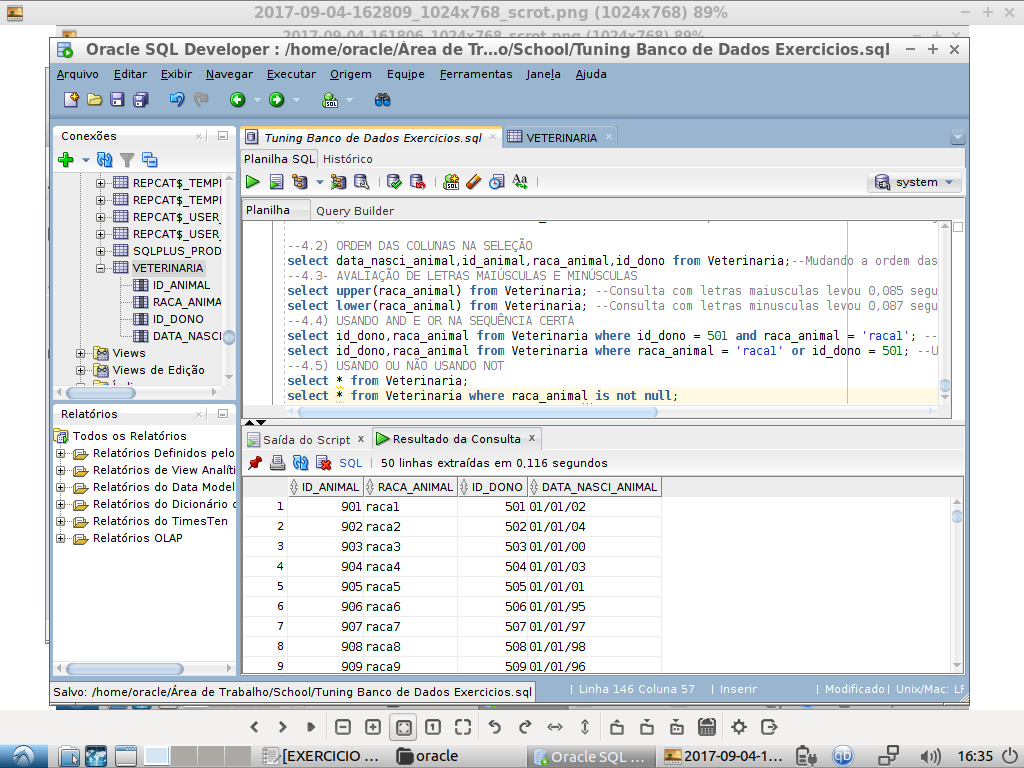 2017-09-04-162809_1024x768_scrot.png (1024x768) 89%
Oracle SQL Developer : /home/oracle/Área de Tr...o/School/Tuning Banco de Dados Exercicios.sql
Arquivo Editar Exibir Navegar Executar Origem Equipe Ferramentas Janela Ajuda
Conexões
REPCAT$_TEMPI
REPCAT$_TEMPI
REPCAT$_USER_
REPCAT$_USER_
SQLPLUS_PROD
VETERINARIA
ID_ANIMAL
RACA_ANIMA
ID_DONO
DATA_NASCI
Views
Views de Edição
Relatórios
Todos os Relatórios
Relatórios Definidos pelo
Relatórios de View Analíti
Relatórios do Data Model
Relatórios do Dicionário
Relatórios do TimesTen
Relatórios OLAP
Tuning Banco de Dados Exercicios.sql VETERINARIA
Planilha SQL Histórico
system
Planilha Query Builder
--4.2) ORDEM DAS COLUNAS NA SELEÇÃO
select data_nasci_animal,id_animal,raca_animal,id_dono from Veterinaria;--Mudando a ordem das
--4.3- AVALIAÇÃO DE LETRAS MAIÚSCULAS E MINÚSCULAS
select upper(raca_animal) from Veterinaria; --Consulta com letras maiusculas levou 0,085 segu
select lower(raca_animal) from Veterinaria; --Consulta com letras minusculas levou 0,087 segu
--4.4) USANDO AND E OR NA SEQUÊNCIA CERTA
select id_dono,raca_animal from Veterinaria where id_dono = 501 and raca_animal = 'raca1'; --
select id_dono,raca_animal from Veterinaria where raca_animal = 'raca1' or id_dono = 501; --U
--4.5) USANDO OU NÃO USANDO NOT
select * from Veterinaria;
select * from Veterinaria where raca_animal is not null;
Saída do Script Resultado da Consulta
SQL | 50 linhas extraídas em 0,116 segundos
ID_ANIMAL RACA_ANIMAL ID_DONO DATA_NASCI_ANIMAL
1 901 raca1 501 01/01/02
2 902 raca2 502 01/01/04
3 903 raca3 503 01/01/00
4 904 raca4 504 01/01/03
5 905 raca5 505 01/01/01
6 906 raca6 506 01/01/95
7 907 raca7 507 01/01/97
8 908 raca8 508 01/01/98
9 909 raca9 509 01/01/96
Salvo: /home/oracle/Área de Trabalho/School/Tuning Banco de Dados Exercicios.sql
| Linha 146 Coluna 57 | Inserir | Modificado | Unix/Mac: LF
[EXERCICIO ... oracle Oracle SQL ... 2017-09-04-1... qb 16:35